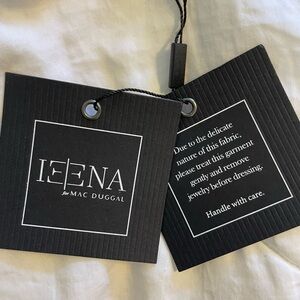 IEENA
for MAC DUGGAL
Due to the delicate
nature of this fabric,
please treat this garment
gently and remove
jewelry before dressing.
Handle with care.